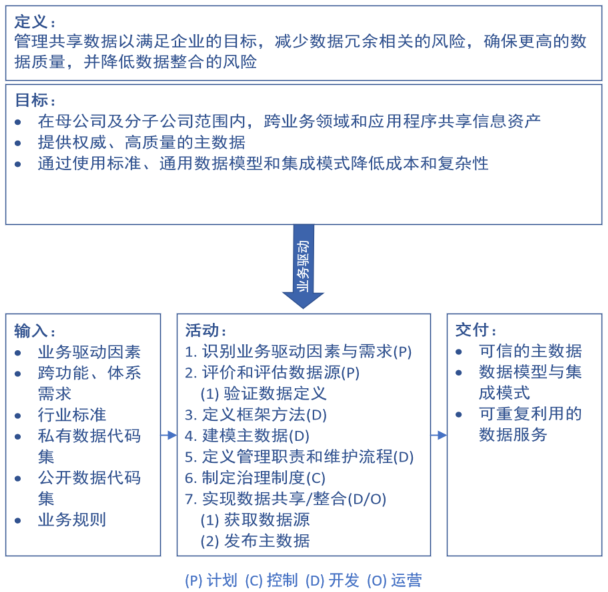 定义：
管理共享数据以满足企业的目标，减少数据冗余相关的风险，确保更高的数
据质量，并降低数据整合的风险
目标：
• 在母公司及分子公司范围内，跨业务领域和应用程序共享信息资产
• 提供权威、高质量的主数据
• 通过使用标准、通用数据模型和集成模式降低成本和复杂性
业务驱动
输入：
• 业务驱动因素
• 跨功能、体系
需求
• 行业标准
• 私有数据代码
集
• 公开数据代码
集
• 业务规则
活动：
1. 识别业务驱动因素与需求(P)
2. 评价和评估数据源(P)
(1) 验证数据定义
3. 定义框架方法(D)
4. 建模主数据(D)
5. 定义管理职责和维护流程(D)
6. 制定治理制度(C)
7. 实现数据共享/整合(D/O)
(1) 获取数据源
(2) 发布主数据
交付：
• 可信的主数据
• 数据模型与集
成模式
• 可重复利用的
数据服务
(P) 计划 (C) 控制 (D) 开发 (O) 运营